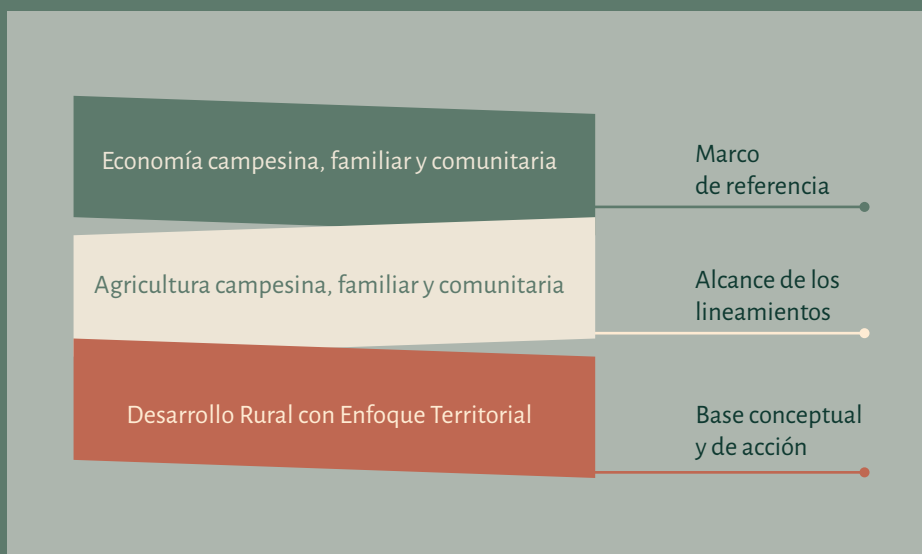 Economía campesina, familiar y comunitaria
Marco
de referencia
Agricultura campesina, familiar y comunitaria
Alcance de los
lineamientos
Desarrollo Rural con Enfoque Territorial
Base conceptual
y de acción